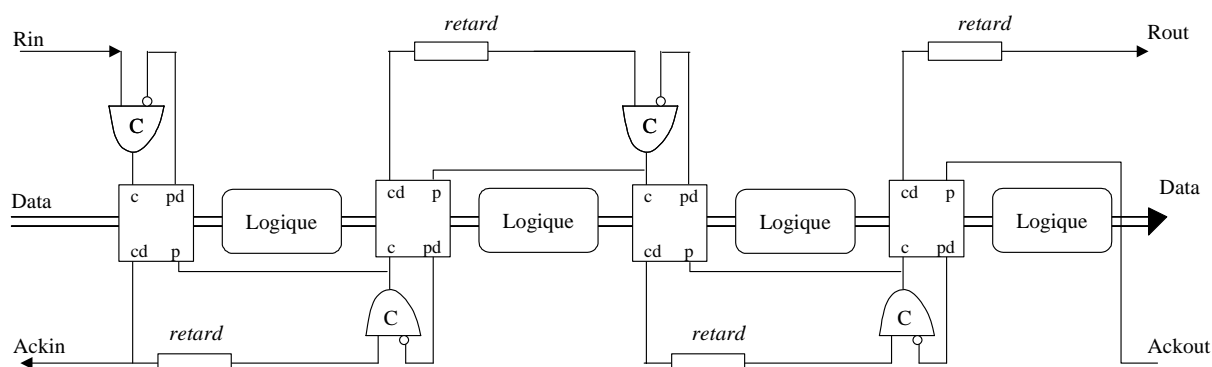 retard
retard
Rin
Rout
C
C
c pd
cd p
c pd
cd p
Data
Logique
Logique
Logique
Logique
Data
cd p
c pd
cd p
c pd
C
C
retard
retard
Ackin
Ackout